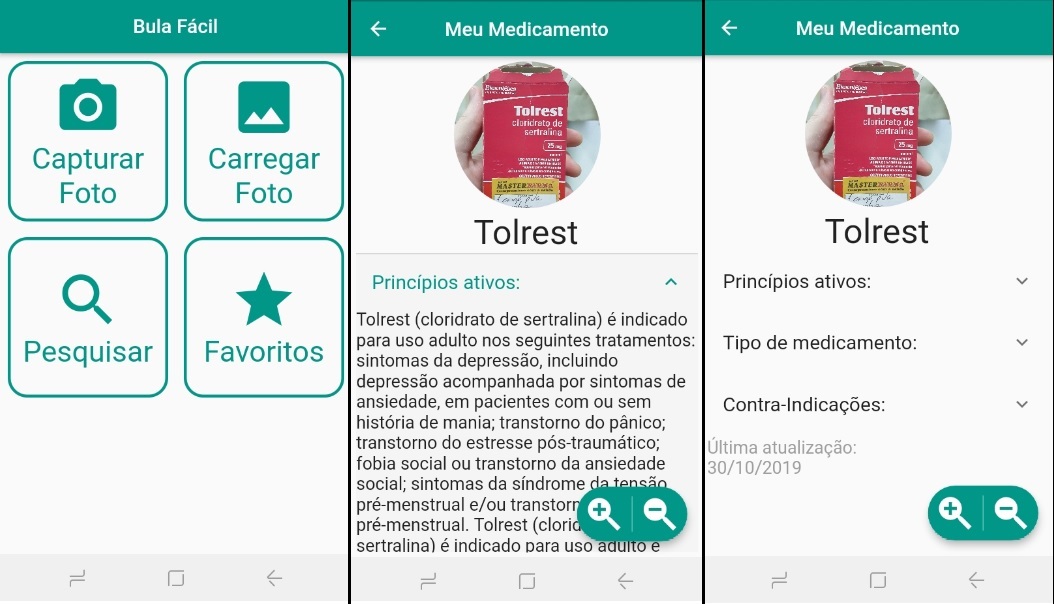 Bula Fácil
Capturar
Foto
Carregar
Foto
Pesquisar
Favoritos
Meu Medicamento
Tolrest
cloridrato de
sertralina
25 mg
Tolrest
Princípios ativos:
Tolrest (cloridrato de sertralina) é indicado
para uso adulto nos seguintes tratamentos:
sintomas da depressão, incluindo
depressão acompanhada por sintomas de
ansiedade, em pacientes com ou sem
história de mania; transtorno do pânico;
transtorno do estresse pós-traumático;
fobia social ou transtorno da ansiedade
social; sintomas da síndrome da tensão
pré-menstrual e/ou transtorn
pré-menstrual. Tolrest (clorid
sertralina) é indicado para uso adulto e
Meu Medicamento
Tolrest
cloridrato de
sertralina
25 mg
Tolrest
Princípios ativos:
Tipo de medicamento:
Contra-Indicações:
Última atualização:
30/10/2019